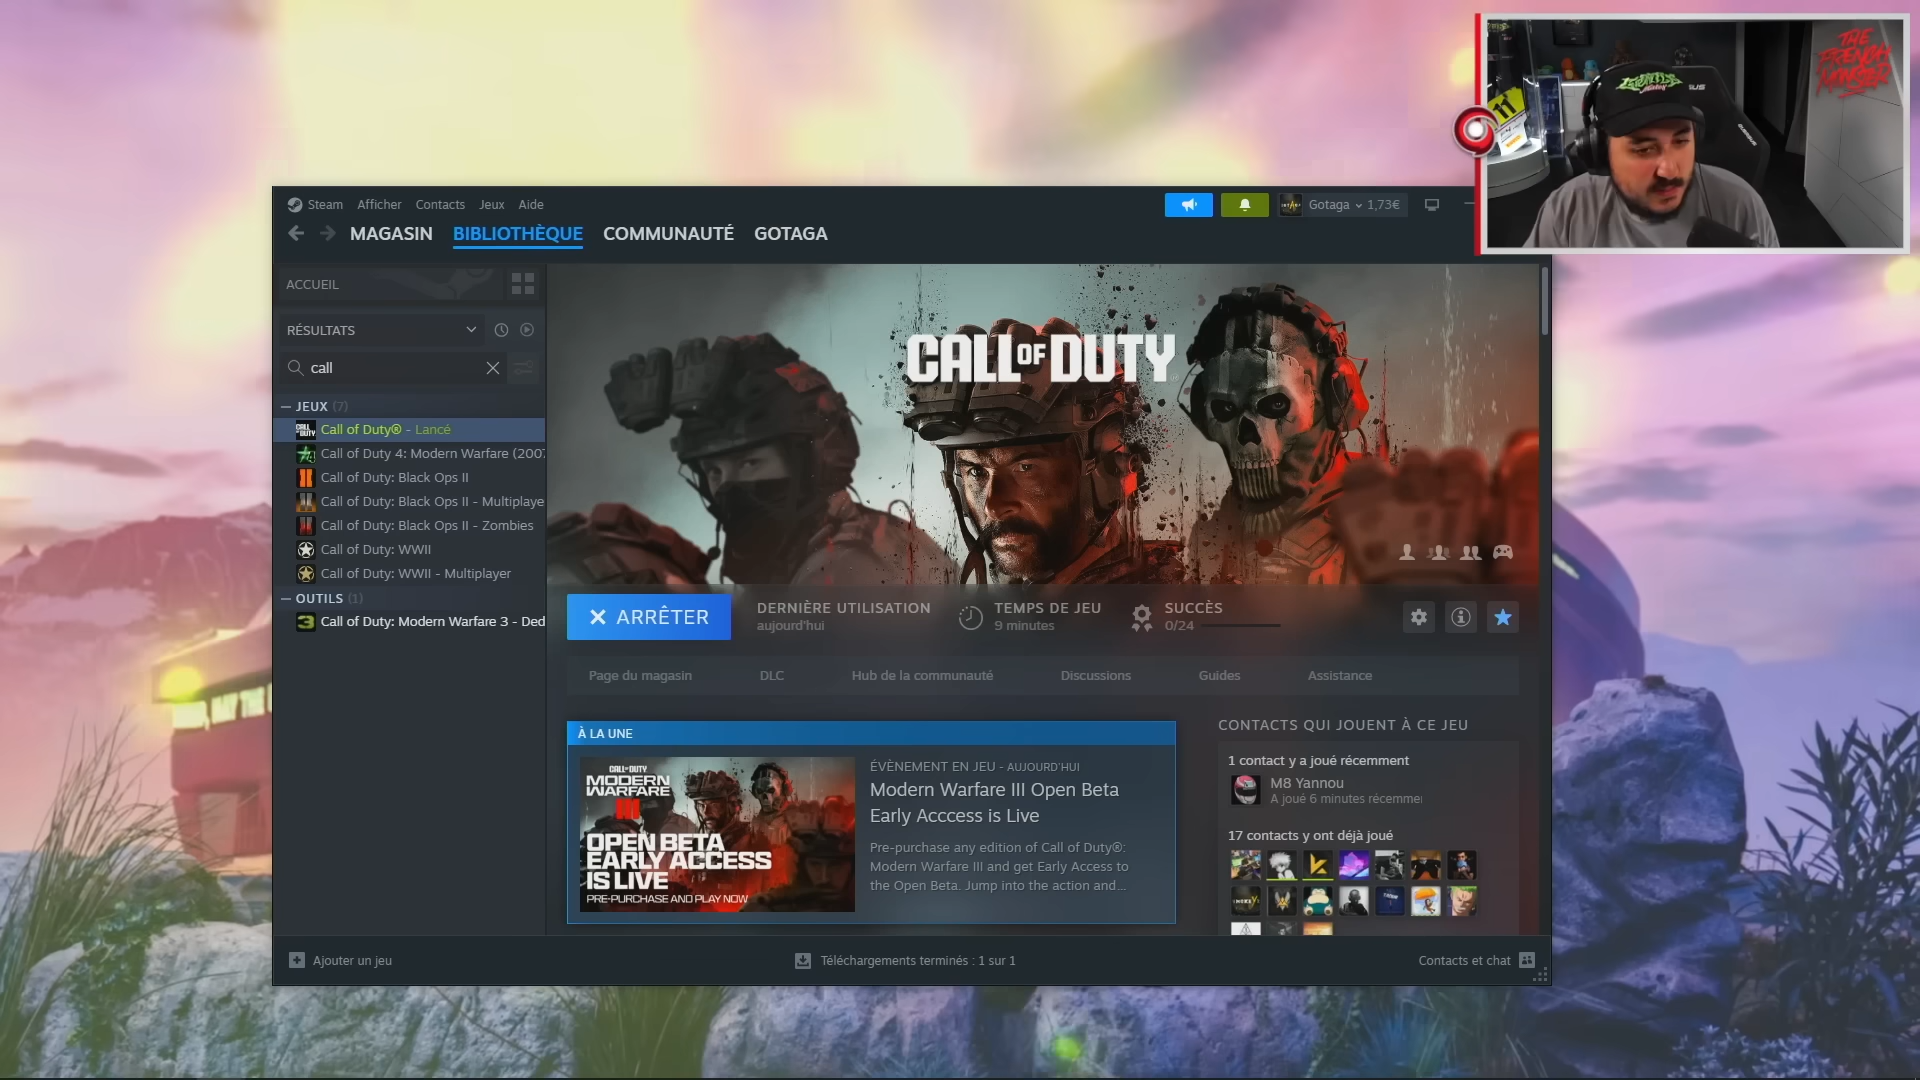 Steam Afficher Contacts Jeux Aide
Gotaga 1,73€
MAGASIN BIBLIOTHÈQUE COMMUNAUTÉ GOTAGA
THE FRENCH MONSTER
ACCUEIL
RÉSULTATS
call
JEUX (7)
Call of Duty® - Lancé
Call of Duty 4: Modern Warfare (2007
Call of Duty: Black Ops II
Call of Duty: Black Ops II - Multiplaye
Call of Duty: Black Ops II - Zombies
Call of Duty: WWII
Call of Duty: WWII - Multiplayer
OUTILS (1)
Call of Duty: Modern Warfare 3 - Ded
CALL OF DUTY
ARRÊTER
DERNIÈRE UTILISATION
aujourd'hui
TEMPS DE JEU
9 minutes
SUCCÈS
0/24
Page du magasin DLC Hub de la communauté Discussions Guides Assistance
À LA UNE
CALL OF DUTY
MODERN
WARFARE
III
OPEN BETA
EARLY ACCESS
IS LIVE
PRE-PURCHASE AND PLAY NOW
ÉVÈNEMENT EN JEU - AUJOURD'HUI
Modern Warfare III Open Beta
Early Acccess is Live
Pre-purchase any edition of Call of Duty®:
Modern Warfare III and get Early Access to
the Open Beta. Jump into the action and...
CONTACTS QUI JOUENT À CE JEU
1 contact y a joué récemment
M8 Yannou
A joué 6 minutes récemme
17 contacts y ont déjà joué
Ajouter un jeu
Téléchargements terminés : 1 sur 1
Contacts et chat